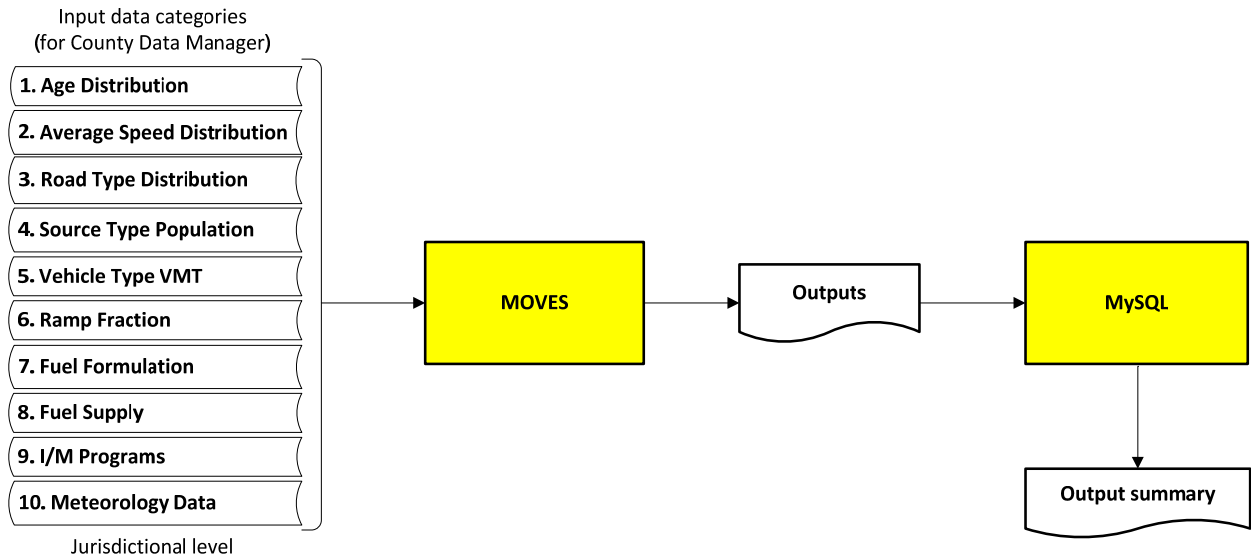 Input data categories
(for County Data Manager)
1. Age Distribution
2. Average Speed Distribution
3. Road Type Distribution
4. Source Type Population
5. Vehicle Type VMT
6. Ramp Fraction
7. Fuel Formulation
8. Fuel Supply
9. I/M Programs
10. Meteorology Data
Jurisdictional level
MOVES
Outputs
MySQL
Output summary